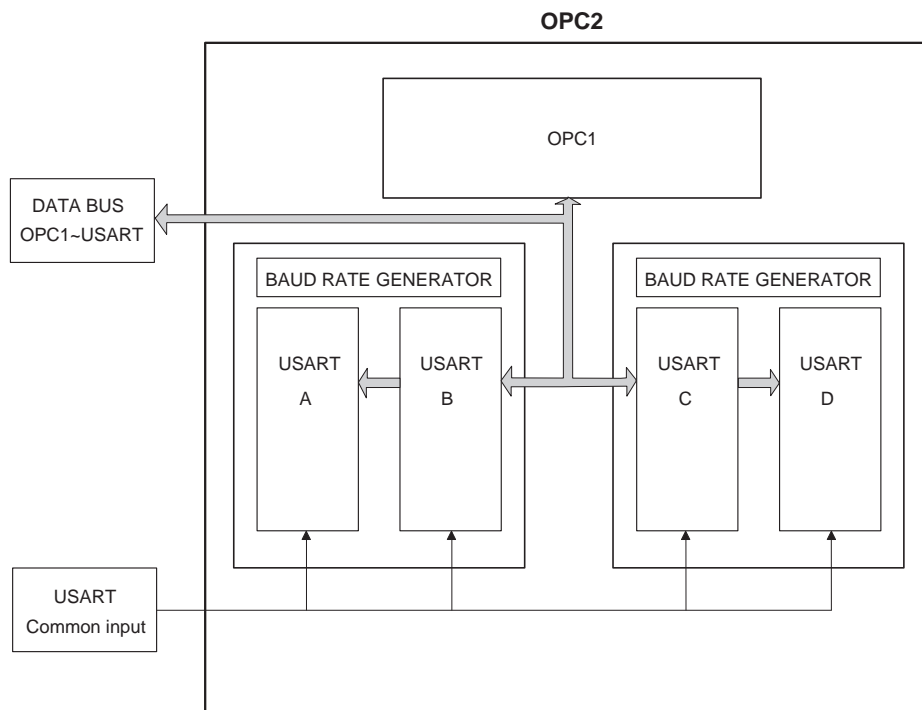 OPC2
OPC1
DATA BUS
OPC1~USART
BAUD RATE GENERATOR
USART
A
USART
B
BAUD RATE GENERATOR
USART
C
USART
D
USART
Common input